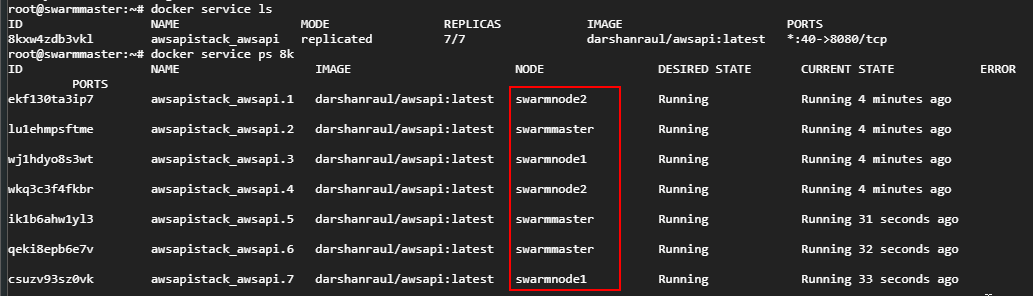 root@swarmmaster:~# docker service ls
ID NAME MODE REPLICAS IMAGE PORTS
8kxw4zdb3vkl awsapistack_awsapi replicated 7/7 darshanraul/awsapi:latest *:40->8080/tcp
root@swarmmaster:~# docker service ps 8k
ID NAME IMAGE NODE DESIRED STATE CURRENT STATE ERROR
PORTS
ekf130ta3ip7 awsapistack_awsapi.1 darshanraul/awsapi:latest swarmnode2 Running Running 4 minutes ago
lu1ehmpsftme awsapistack_awsapi.2 darshanraul/awsapi:latest swarmmaster Running Running 4 minutes ago
wj1hdyo8s3wt awsapistack_awsapi.3 darshanraul/awsapi:latest swarmnode1 Running Running 4 minutes ago
wkq3c3f4fkbr awsapistack_awsapi.4 darshanraul/awsapi:latest swarmnode2 Running Running 4 minutes ago
ik1b6ahw1yl3 awsapistack_awsapi.5 darshanraul/awsapi:latest swarmmaster Running Running 31 seconds ago
qeki8epb6e7v awsapistack_awsapi.6 darshanraul/awsapi:latest swarmmaster Running Running 32 seconds ago
csuzv93sz0vk awsapistack_awsapi.7 darshanraul/awsapi:latest swarmnode1 Running Running 33 seconds ago